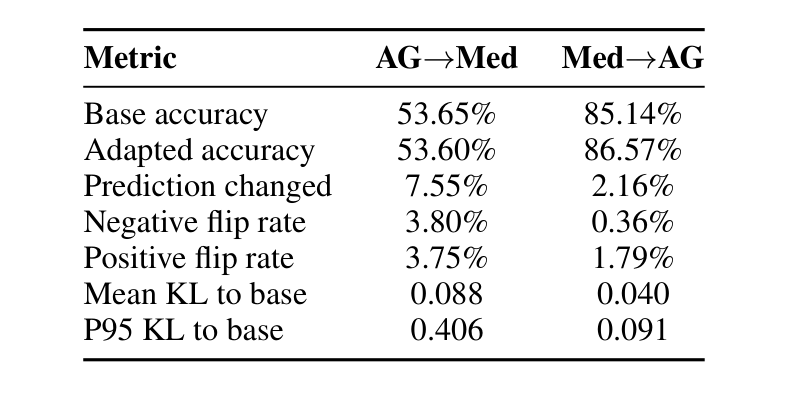 Metric AG→Med Med→AG
Base accuracy 53.65% 85.14%
Adapted accuracy 53.60% 86.57%
Prediction changed 7.55% 2.16%
Negative flip rate 3.80% 0.36%
Positive flip rate 3.75% 1.79%
Mean KL to base 0.088 0.040
P95 KL to base 0.406 0.091